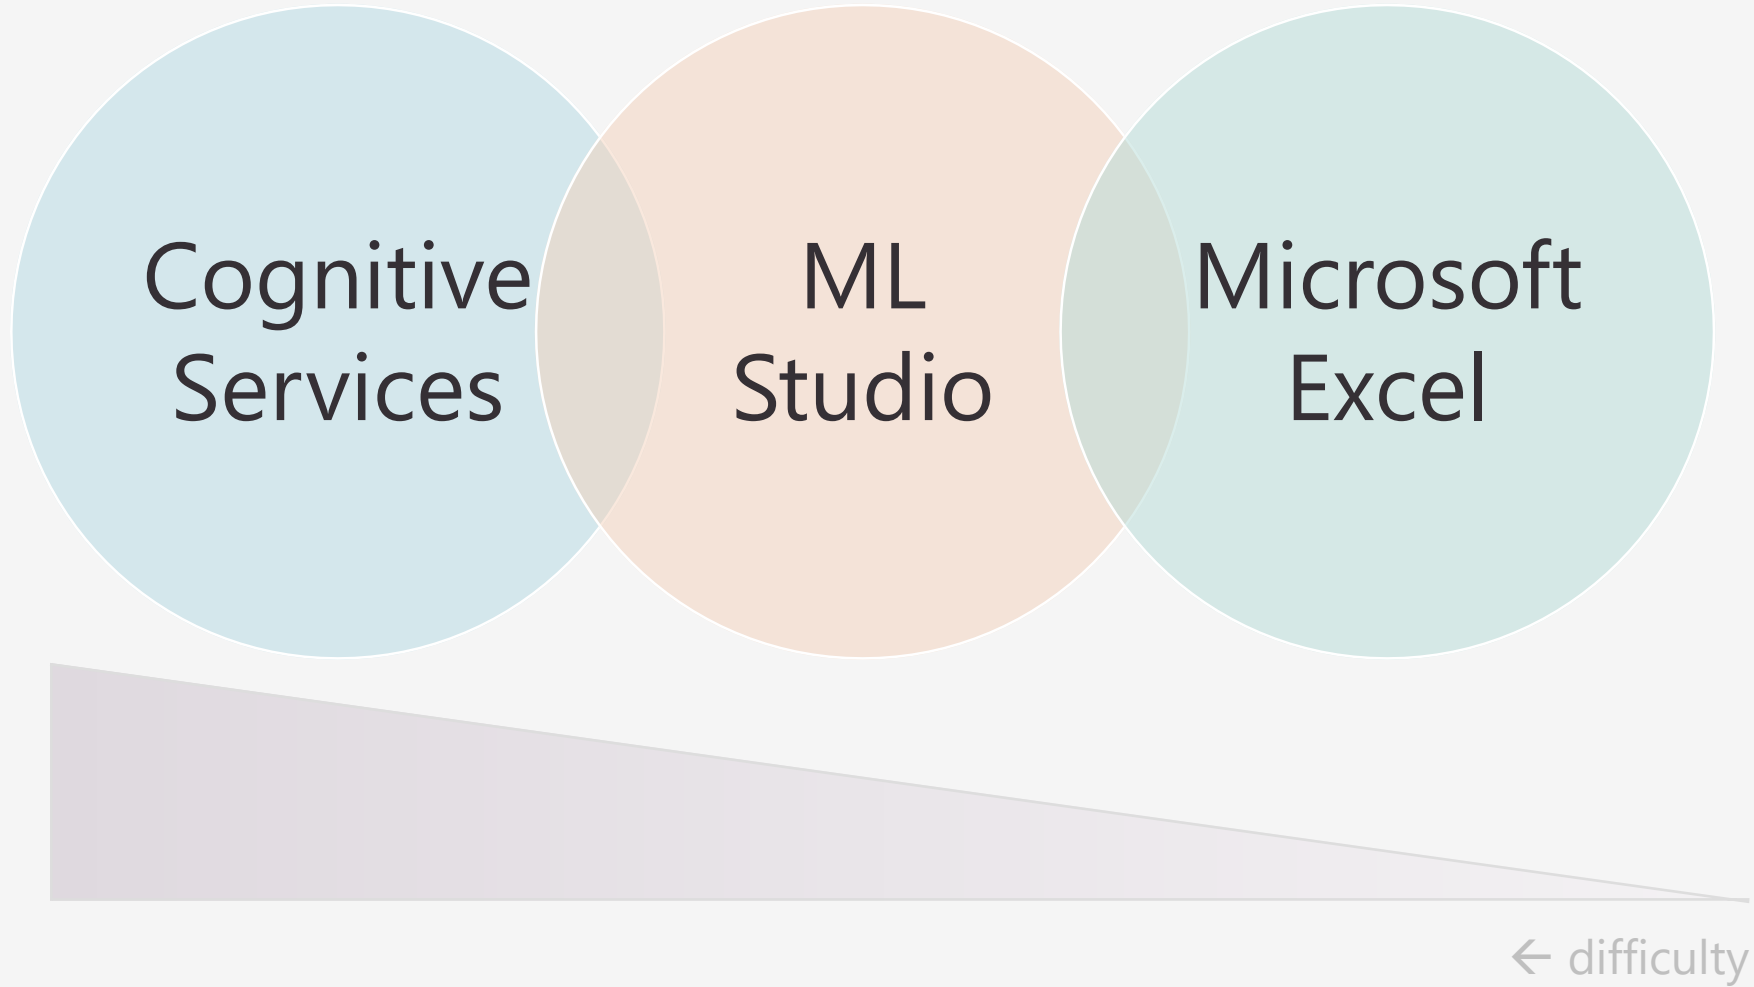 Cognitive
Services
ML
Studio
Microsoft
Excel
← difficulty